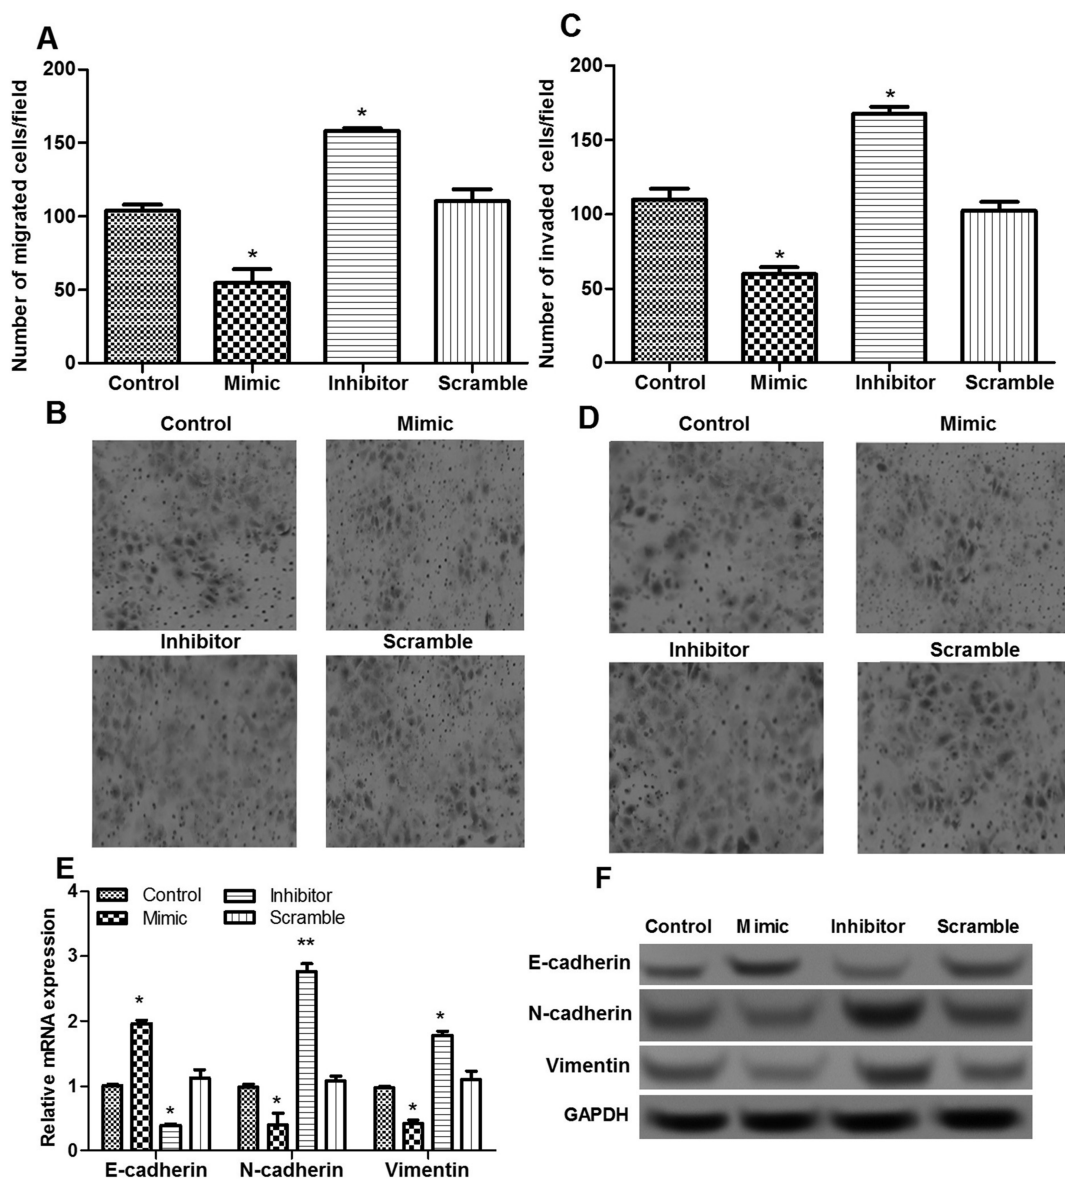 A
Number of migrated cells/field
200
150
100
50
0
*
*
Control Mimic Inhibitor Scramble
C
Number of invaded cells/field
200
150
100
50
0
*
*
Control Mimic Inhibitor Scramble
B
Control Mimic
Inhibitor Scramble
D
Control Mimic
Inhibitor Scramble
E
Relative mRNA expression
4
3
2
1
0
Control Inhibitor
Mimic Scramble
*
*
*
**
*
*
E-cadherin N-cadherin Vimentin
F
Control Mimic Inhibitor Scramble
E-cadherin
N-cadherin
Vimentin
GAPDH